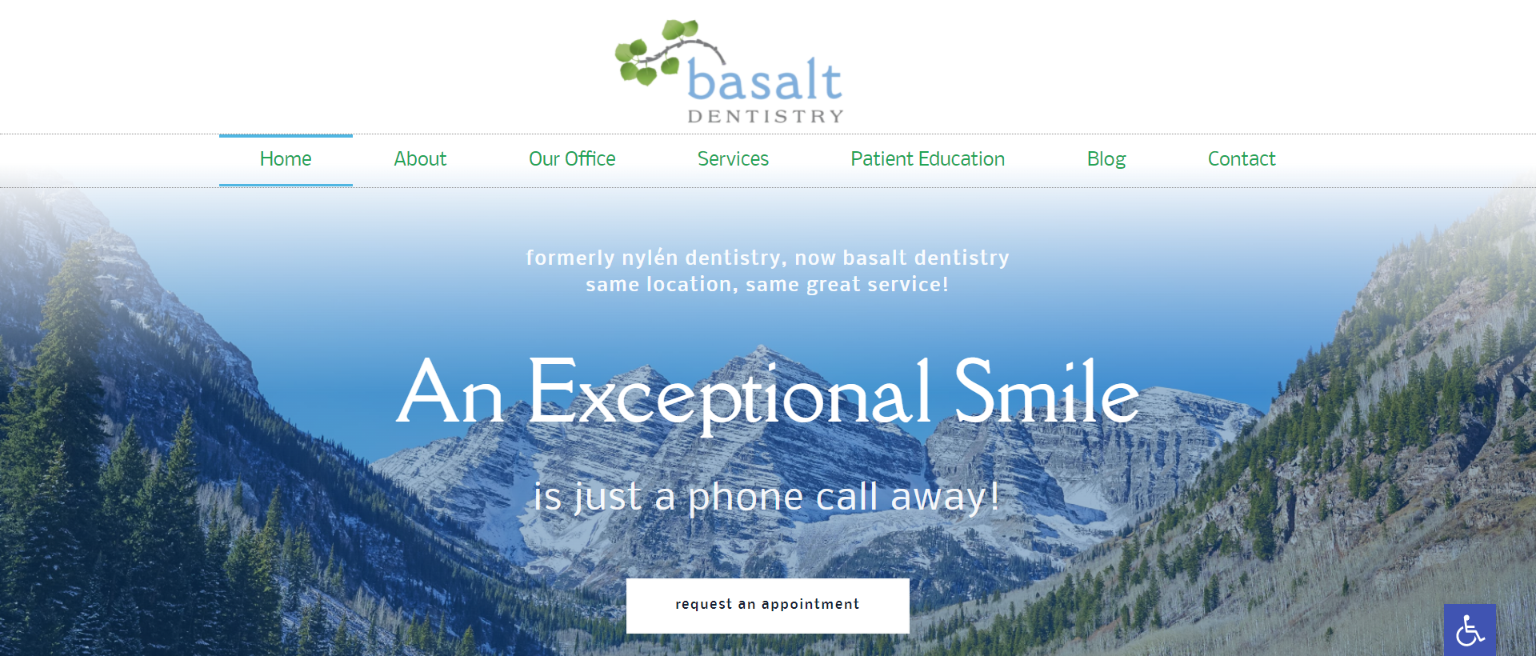 basalt
DENTISTRY
Home About Our Office Services Patient Education Blog Contact
formerly nylén dentistry, now basalt dentistry
same location, same great service!
An Exceptional Smile
is just a phone call away!
request an appointment